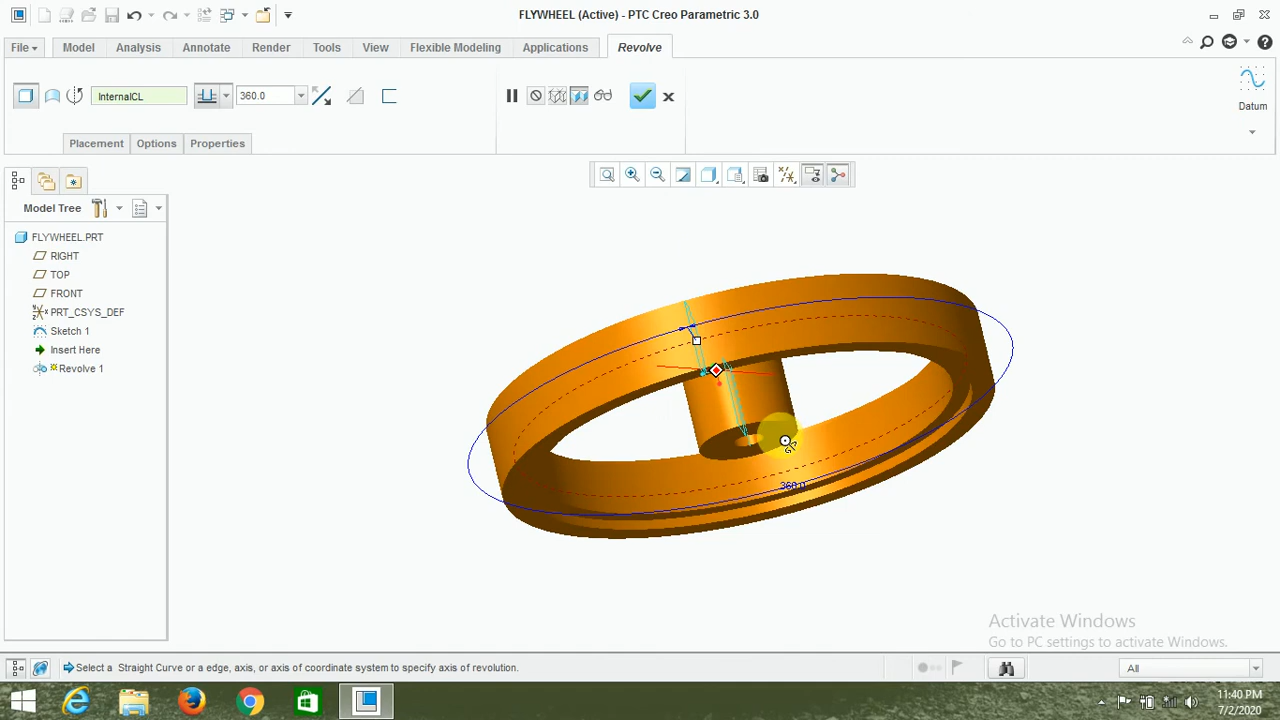 FLYWHEEL (Active) - PTC Creo Parametric 3.0
File Model Analysis Annotate Render Tools View Flexible Modeling Applications Revolve
InternalCL 360.0
Datum
Placement Options Properties
Model Tree
FLYWHEEL.PRT
RIGHT
TOP
FRONT
PRT_CSYS_DEF
Sketch 1
Insert Here
Revolve 1
360.0
Activate Windows
Go to PC settings to activate Windows.
Select a Straight Curve or a edge, axis, or axis of coordinate system to specify axis of revolution.
All
11:40 PM
7/2/2020